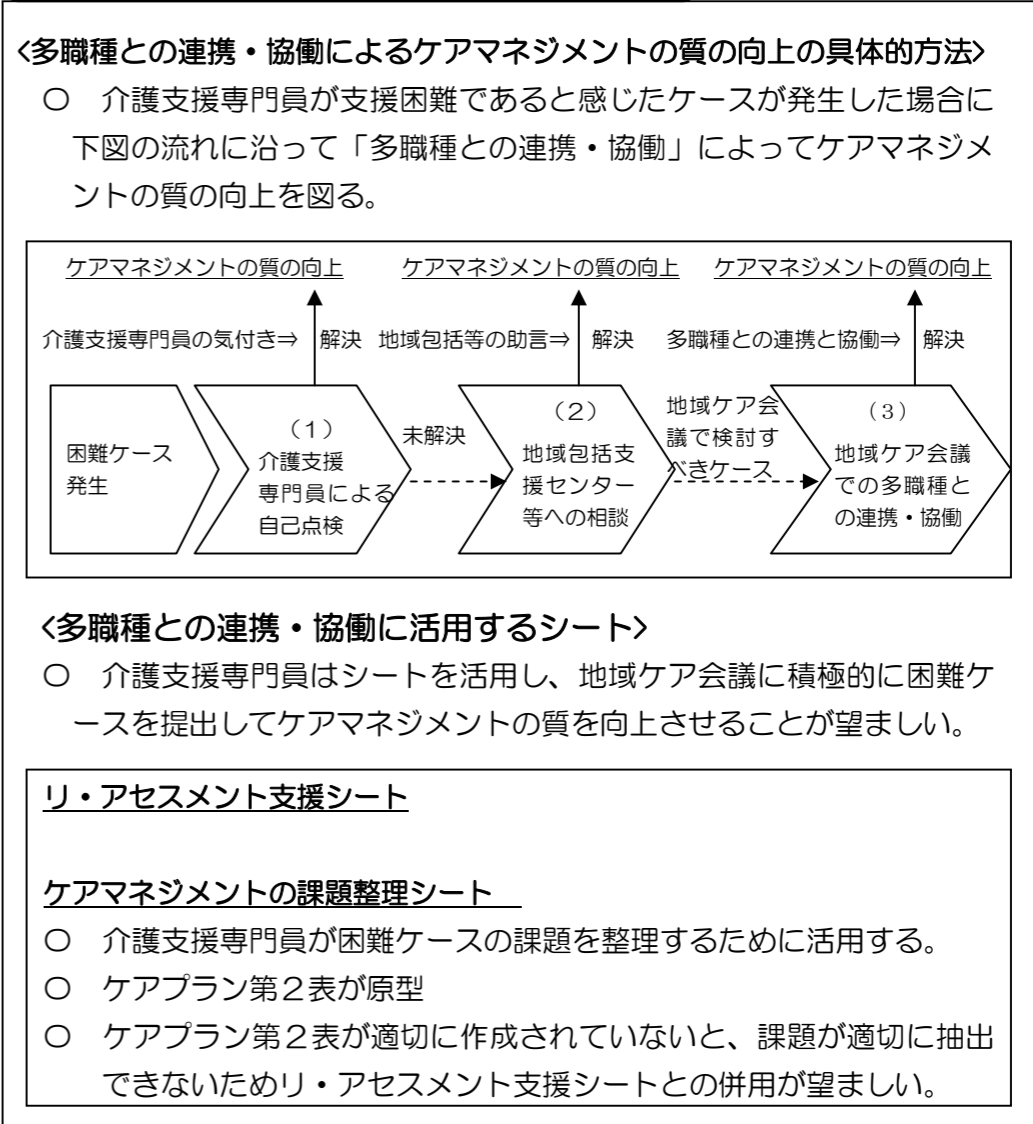 <多職種との連携・協働によるケアマネジメントの質の向上の具体的方法>
〇 介護支援専門員が支援困難であると感じたケースが発生した場合に
下図の流れに沿って「多職種との連携・協働」によってケアマネジメ
ントの質の向上を図る。
ケアマネジメントの質の向上 ケアマネジメントの質の向上 ケアマネジメントの質の向上
介護支援専門員の気付き⇒ 解決 地域包括等の助言⇒ 解決 多職種との連携と協働⇒ 解決
困難ケース
発生
(1)
介護支援
専門員による
自己点検
未解決
(2)
地域包括支
援センター
等への相談
地域ケア会
議で検討す
べきケース
(3)
地域ケア会議
での多職種と
の連携・協働
<多職種との連携・協働に活用するシート>
〇 介護支援専門員はシートを活用し、地域ケア会議に積極的に困難ケ
ースを提出してケアマネジメントの質を向上させることが望ましい。
リ・アセスメント支援シート
ケアマネジメントの課題整理シート
〇 介護支援専門員が困難ケースの課題を整理するために活用する。
〇 ケアプラン第2表が原型
〇 ケアプラン第2表が適切に作成されていないと、課題が適切に抽出
できないためリ・アセスメント支援シートとの併用が望ましい。